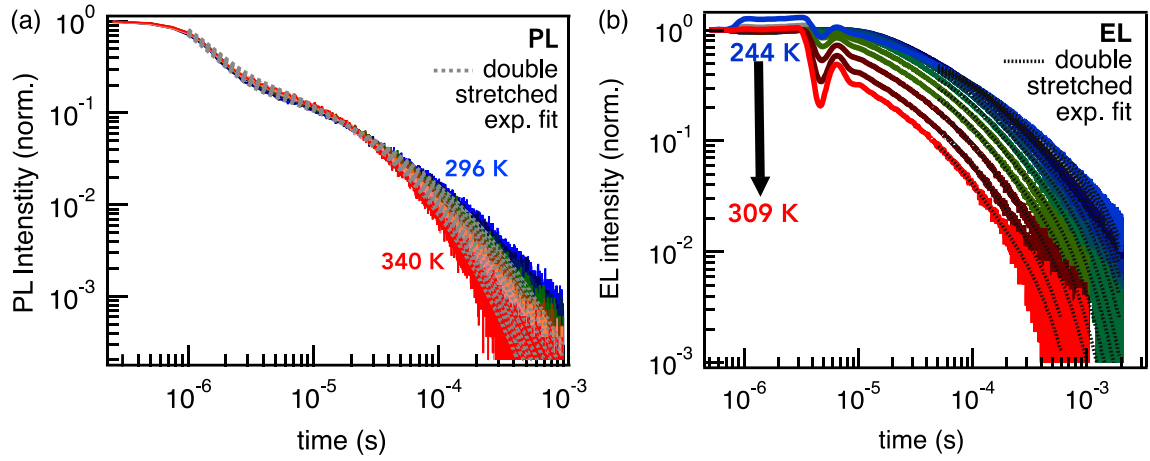 (a)
PL
double
stretched
exp. fit
296 K
340 K
10^0
10^-1
10^-2
10^-3
PL Intensity (norm.)
10^-6
10^-5
10^-4
10^-3
time (s)
(b)
EL
double
stretched
exp. fit
244 K
309 K
10^0
10^-1
10^-2
10^-3
EL intensity (norm.)
10^-6
10^-5
10^-4
10^-3
time (s)